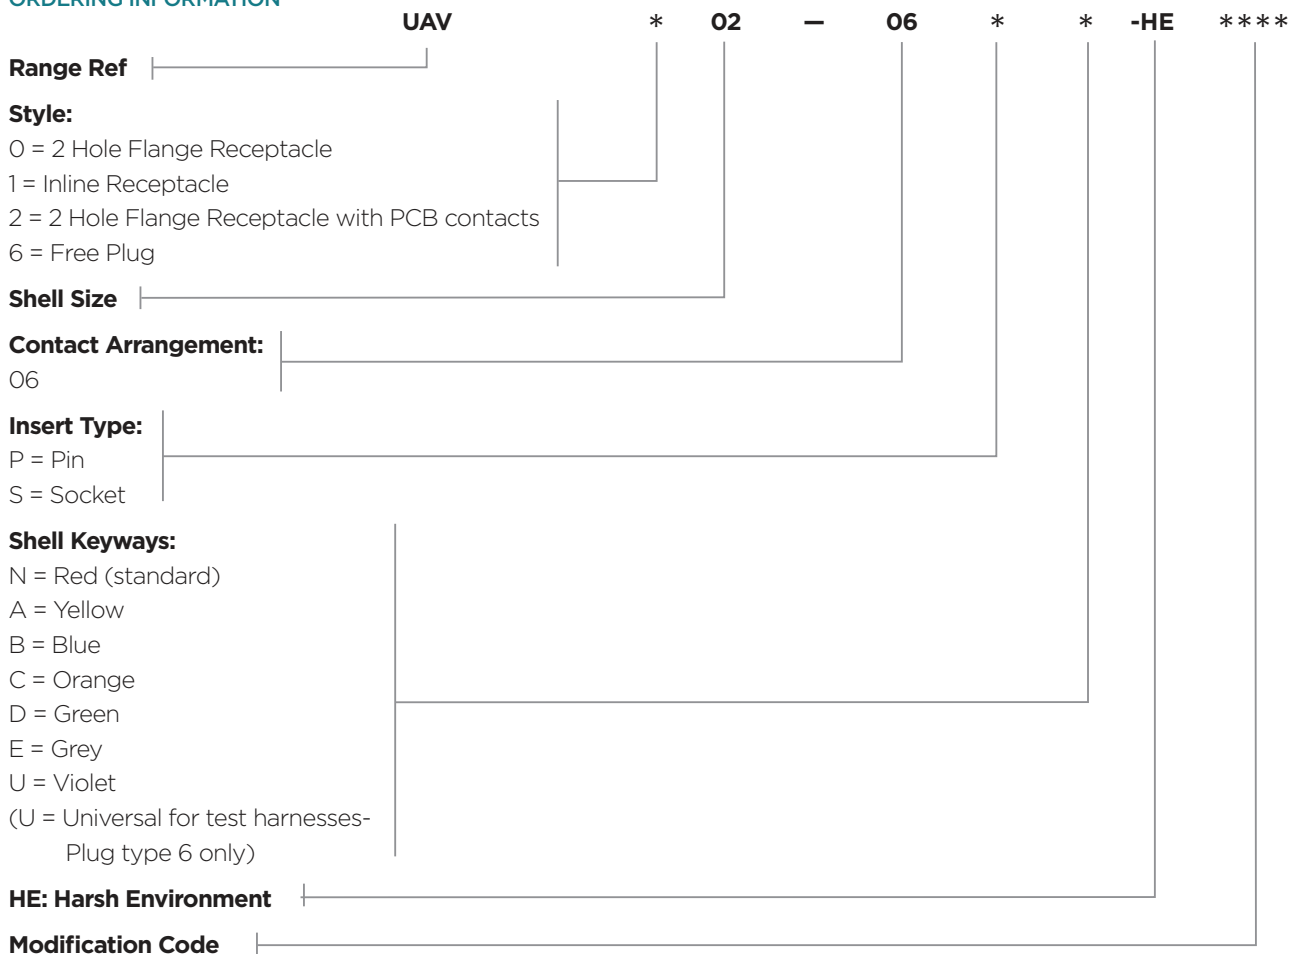 ORDERING INFORMATION
UAV * 02 — 06 * * -HE ****
Range Ref
Style:
0 = 2 Hole Flange Receptacle
1 = Inline Receptacle
2 = 2 Hole Flange Receptacle with PCB contacts
6 = Free Plug
Shell Size
Contact Arrangement:
06
Insert Type:
P = Pin
S = Socket
Shell Keyways:
N = Red (standard)
A = Yellow
B = Blue
C = Orange
D = Green
E = Grey
U = Violet
(U = Universal for test harnesses-
Plug type 6 only)
HE: Harsh Environment
Modification Code